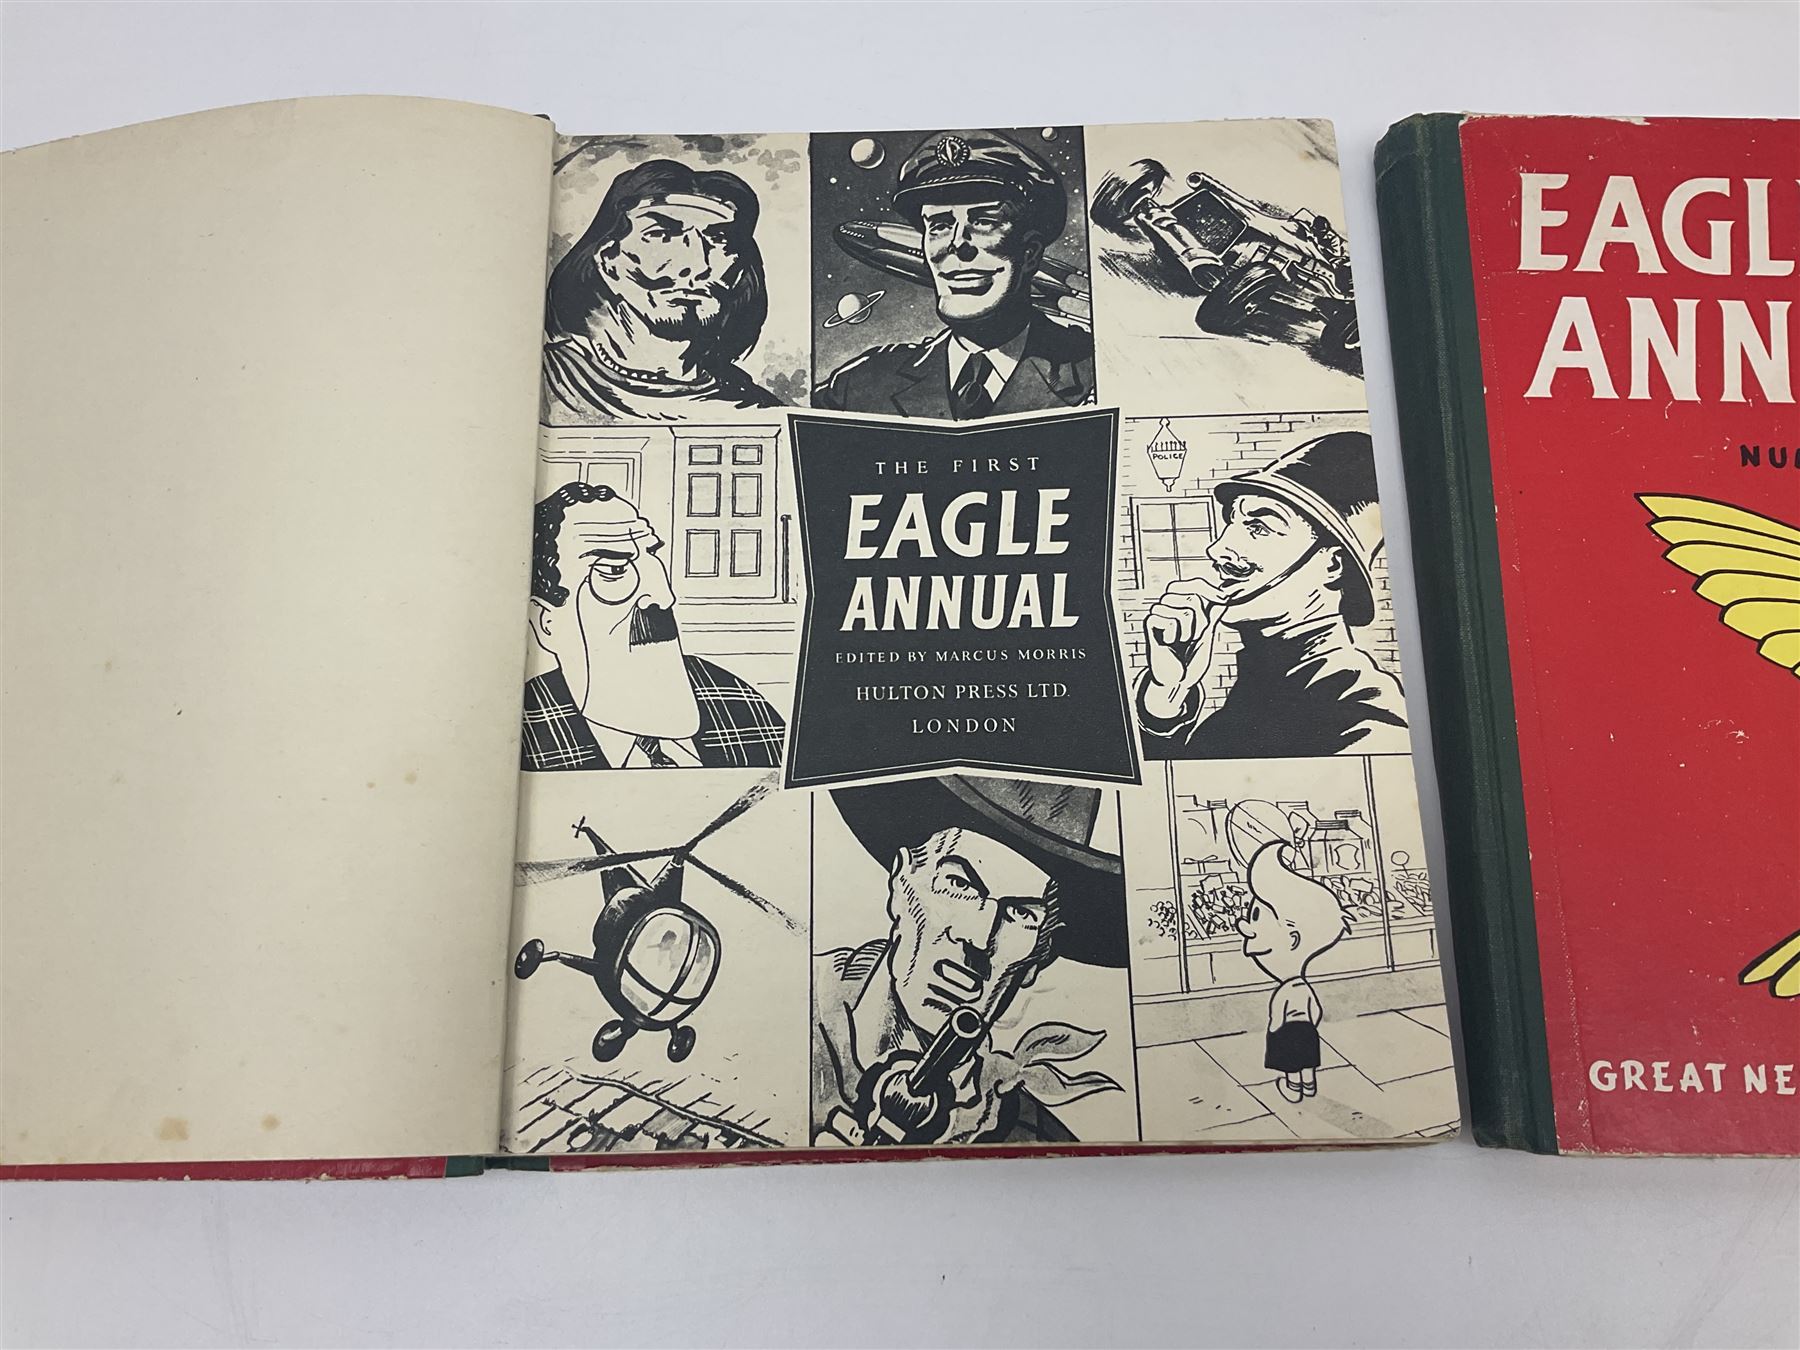 THE FIRST
EAGLE
ANNUAL
EDITED BY MARCUS MORRIS
HULTON PRESS LTD.
LONDON
POLICE
EAGL
ANN
GREAT NE